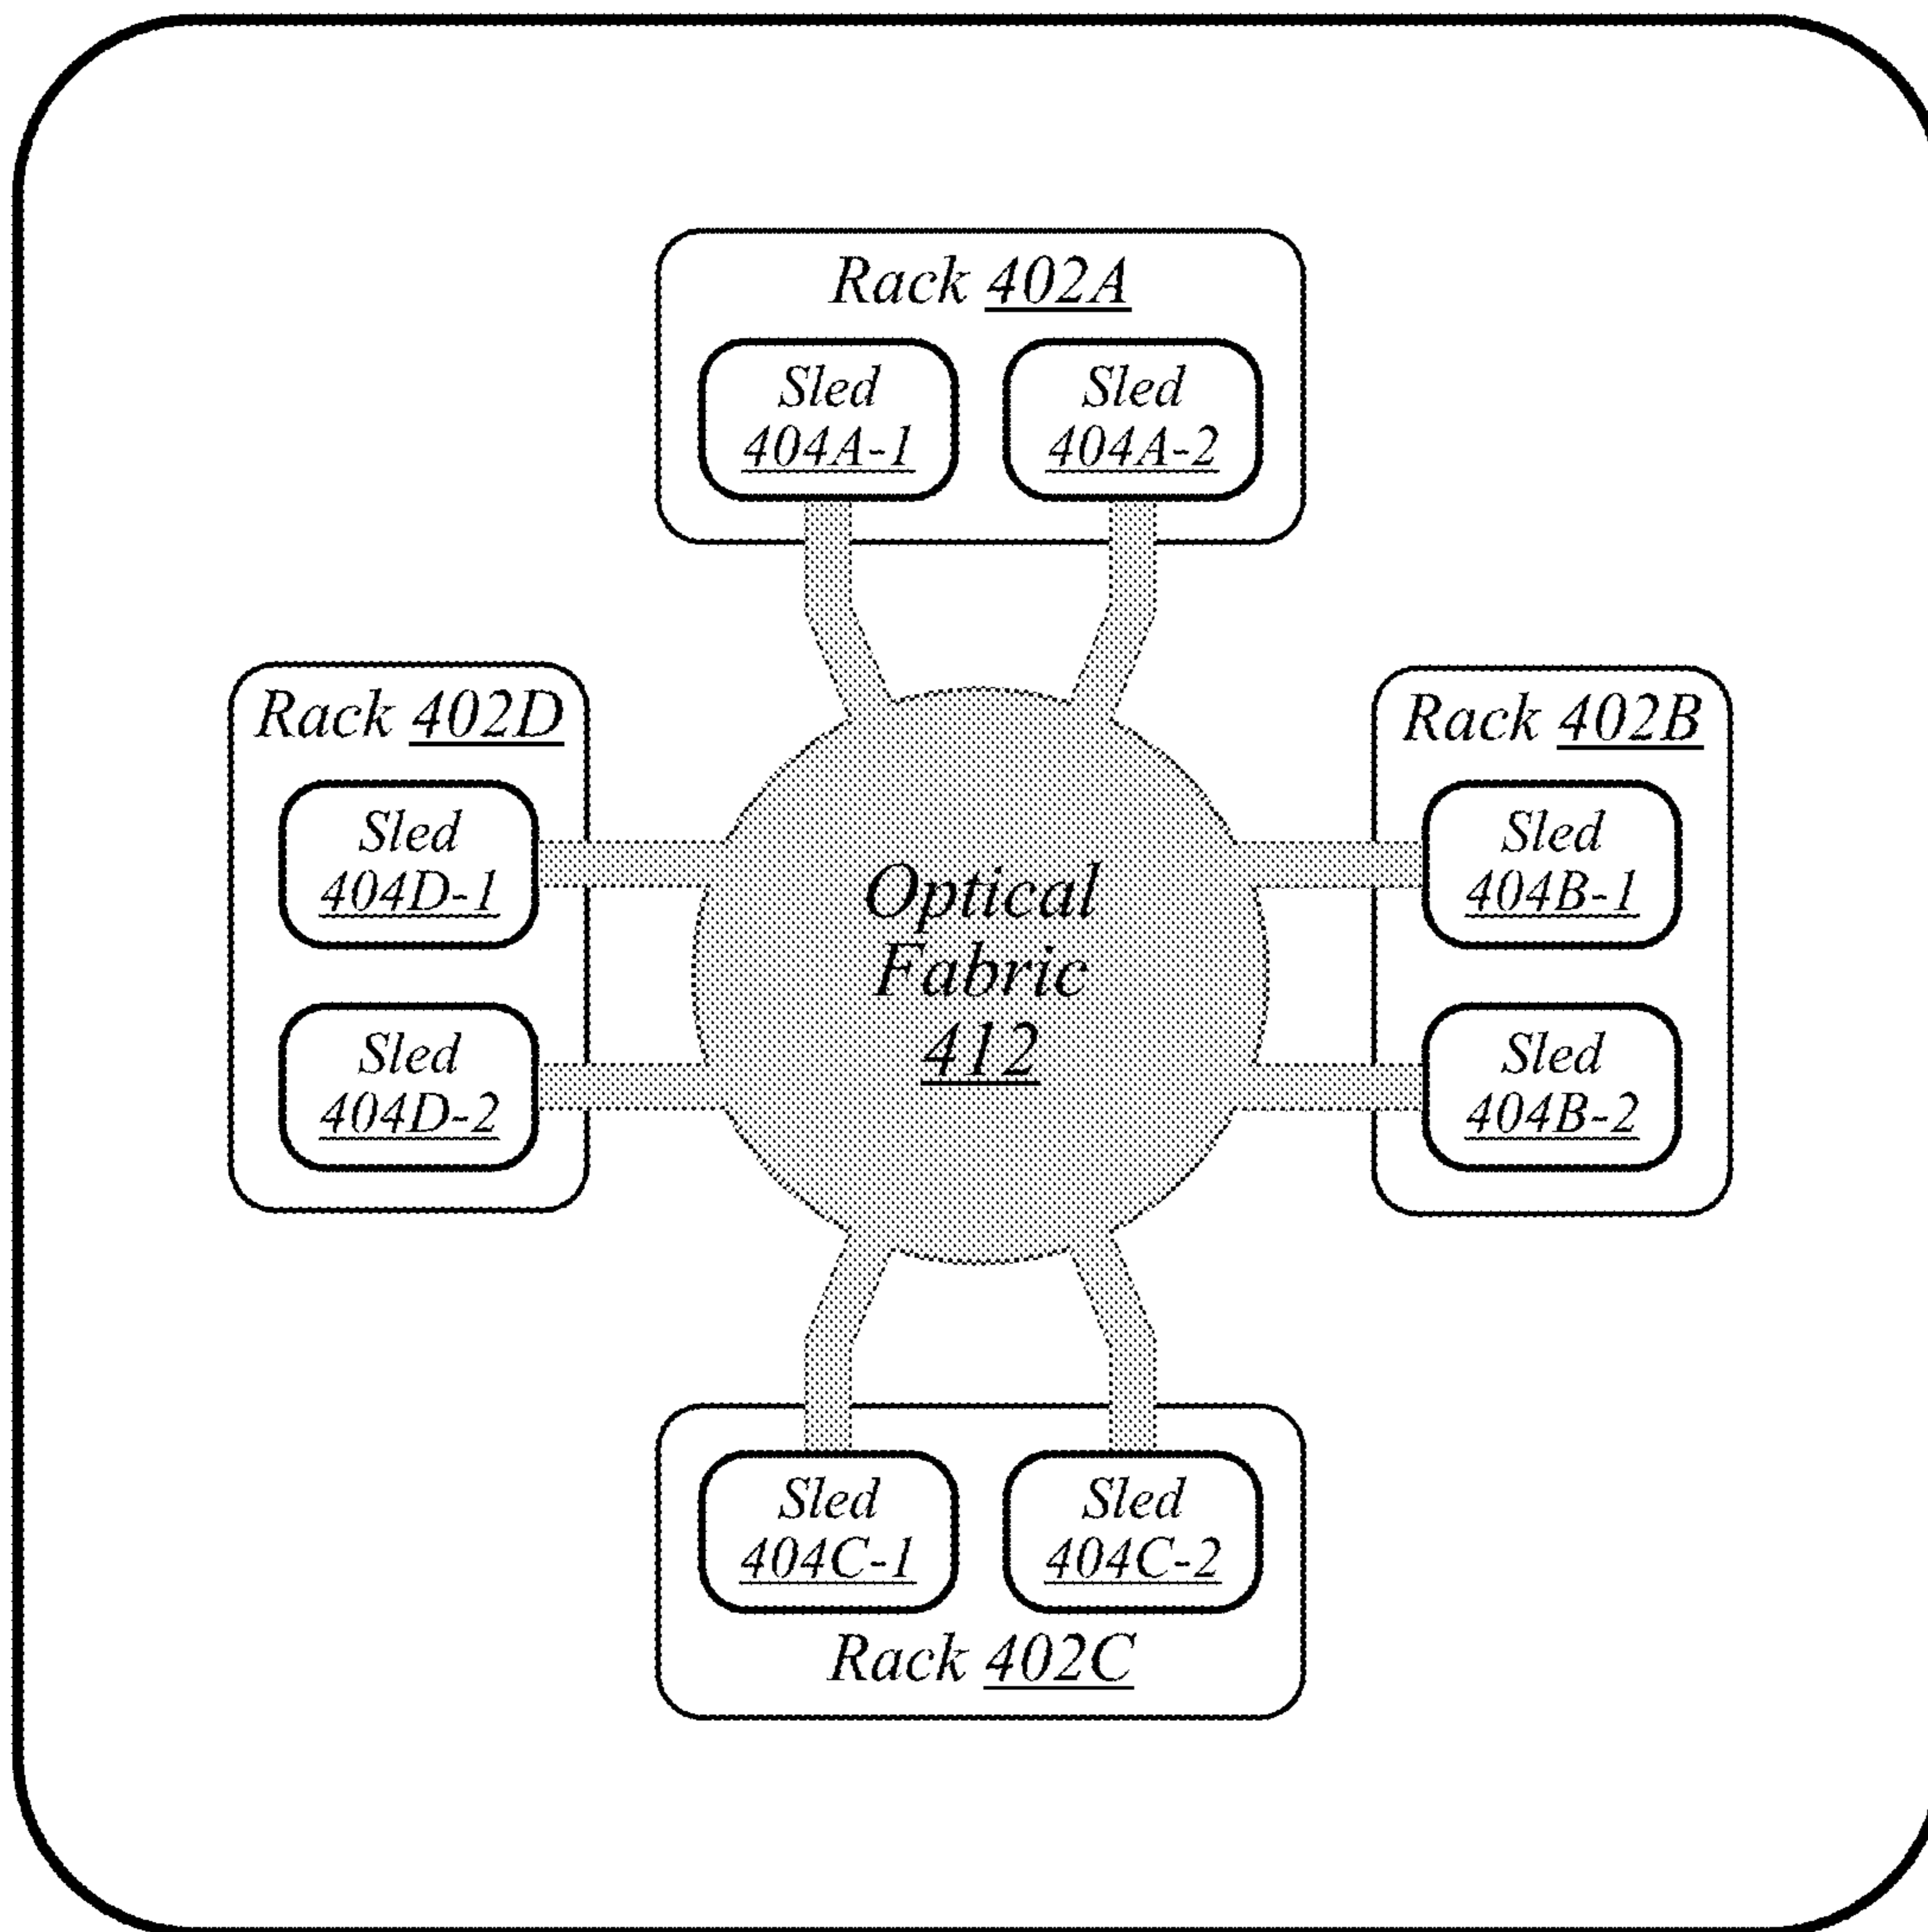 Rack 402A
Sled
404A-1
Sled
404A-2
Rack 402D
Sled
404D-1
Sled
404D-2
Optical
Fabric
412
Rack 402B
Sled
404B-1
Sled
404B-2
Sled
404C-1
Sled
404C-2
Rack 402C